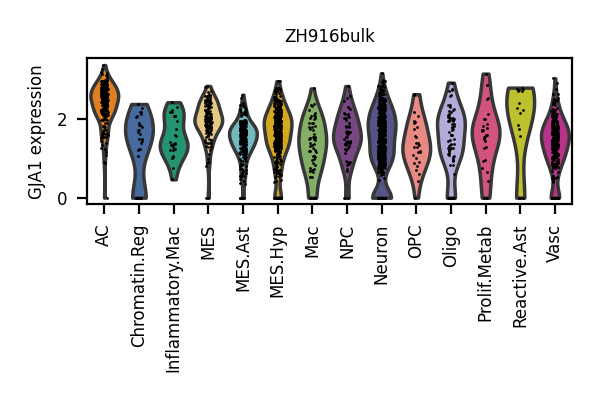 ZH916bulk
GJA1 expression
2
0
AC
Chromatin.Reg
Inflammatory.Mac
MES
MES.Ast
MES.Hyp
Mac
NPC
Neuron
OPC
Oligo
Prolif.Metab
Reactive.Ast
Vasc